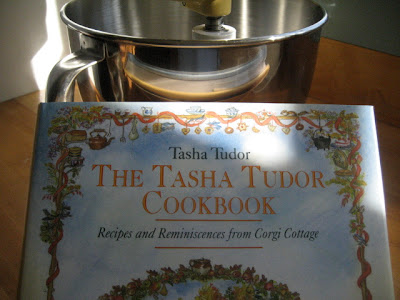 Tasha Tudor
THE TASHA TUDOR
COOKBOOK
Recipes and Reminiscences from Corgi Cottage